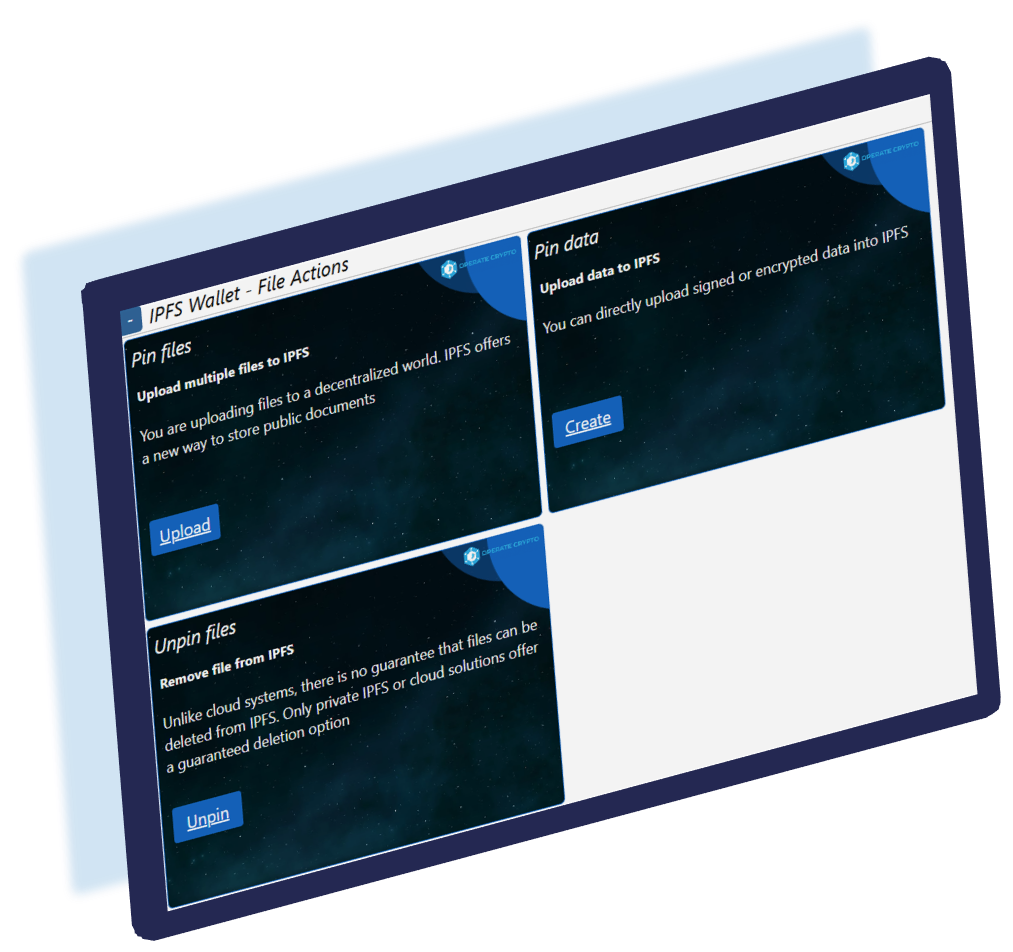 - IPFS Wallet - File Actions
Pin files
OPERATE CRYPTO
Upload multiple files to IPFS
You are uploading files to a decentralized world. IPFS offers
a new way to store public documents
Upload
Pin data
OPERATE CRYPTO
Upload data to IPFS
You can directly upload signed or encrypted data into IPFS
Create
Unpin files
OPERATE CRYPTO
Remove file from IPFS
Unlike cloud systems, there is no guarantee that files can be
deleted from IPFS. Only private IPFS or cloud solutions offer
a guaranteed deletion option
Unpin